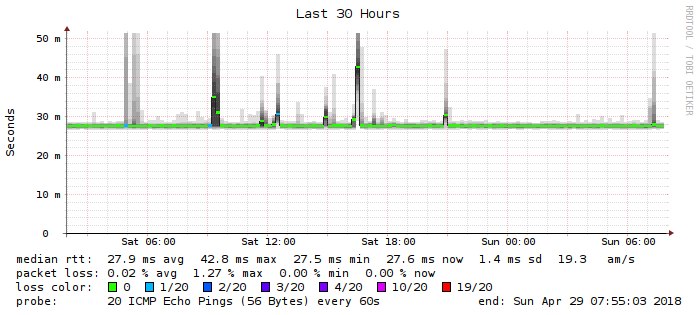 Last 30 Hours
RRDTOOL / TOBI OETIKER
Seconds
50 m
40 m
30 m
20 m
10 m
0
Sat 06:00 Sat 12:00 Sat 18:00 Sun 00:00 Sun 06:00
median rtt: 27.9 ms avg 42.8 ms max 27.5 ms min 27.6 ms now 1.4 ms sd 19.3 am/s
packet loss: 0.02 % avg 1.27 % max 0.00 % min 0.00 % now
loss color: 0 1/20 2/20 3/20 4/20 10/20 19/20
probe: 20 ICMP Echo Pings (56 Bytes) every 60s end: Sun Apr 29 07:55:03 2018